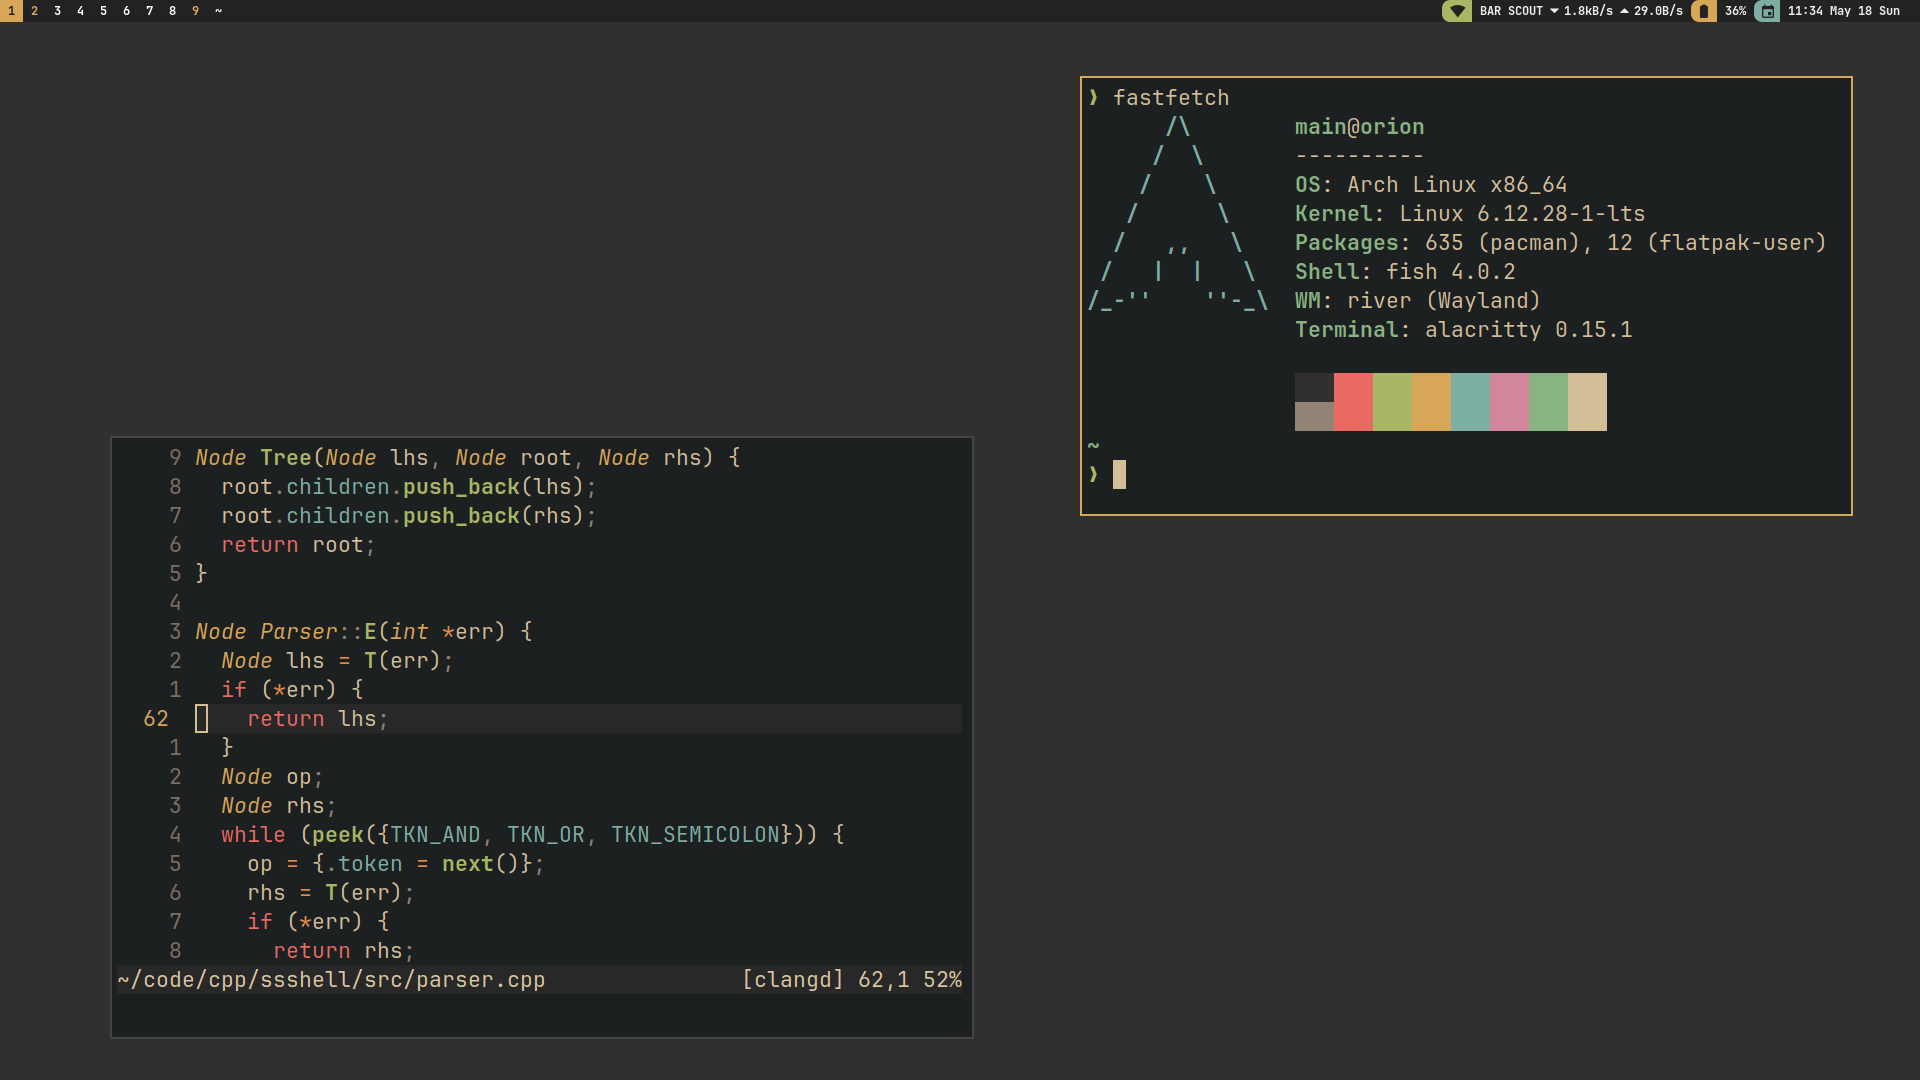 1 2 3 4 5 6 7 8 9 ~
BAR SCOUT 1.8kB/s 29.0B/s 36% 11:34 May 18 Sun
❯ fastfetch
/\
/  \
/    \
/      \
/   ,,   \
/   |  |   \
/_-''    ''-_\
main@orion
----------
OS: Arch Linux x86_64
Kernel: Linux 6.12.28-1-lts
Packages: 635 (pacman), 12 (flatpak-user)
Shell: fish 4.0.2
WM: river (Wayland)
Terminal: alacritty 0.15.1
~
❯
9 Node Tree(Node lhs, Node root, Node rhs) {
8   root.children.push_back(lhs);
7   root.children.push_back(rhs);
6   return root;
5 }
4
3 Node Parser::E(int *err) {
2   Node lhs = T(err);
1   if (*err) {
62     return lhs;
1   }
2   Node op;
3   Node rhs;
4   while (peek({TKN_AND, TKN_OR, TKN_SEMICOLON})) {
5     op = {.token = next()};
6     rhs = T(err);
7     if (*err) {
8       return rhs;
~/code/cpp/ssshell/src/parser.cpp [clangd] 62,1 52%